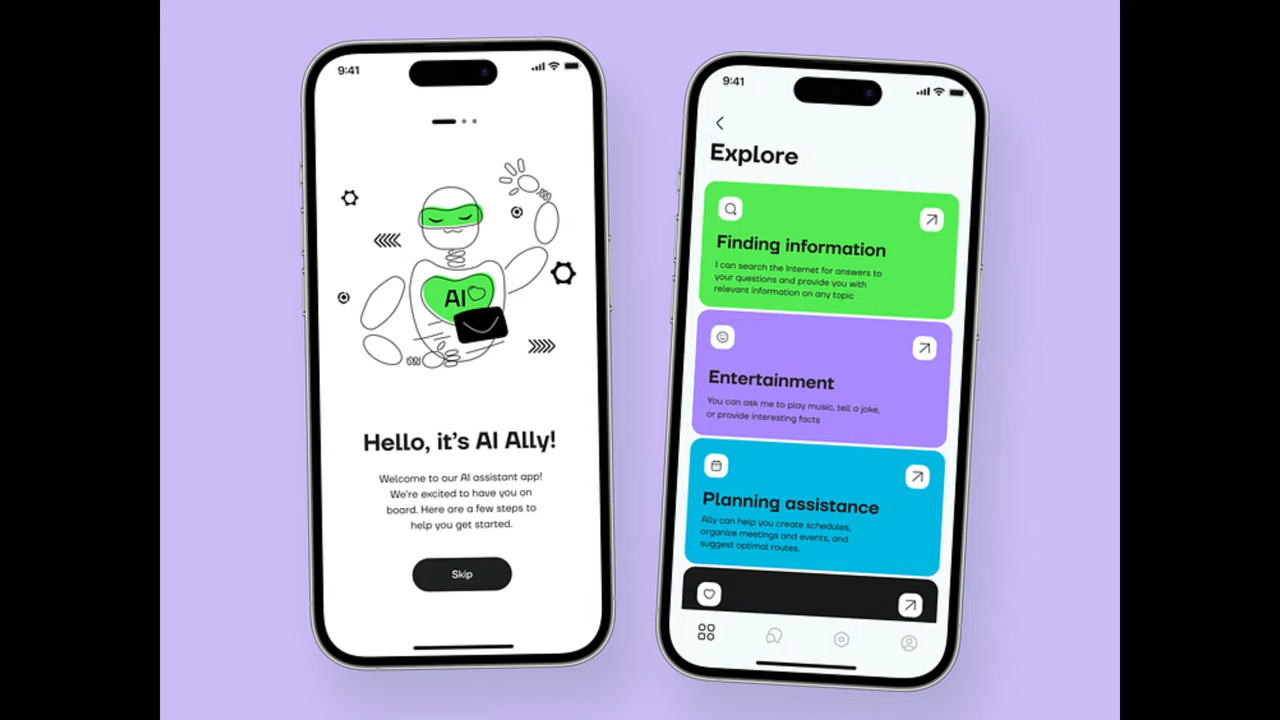 9:41
AI
Hello, it's AI Ally!
Welcome to our AI assistant app!
We're excited to have you on
board. Here are a few steps to
help you get started.
Skip
9:41
Explore
Finding information
I can search the Internet for answers to
your questions and provide you with
relevant information on any topic
Entertainment
You can ask me to play music, tell a joke,
or provide interesting facts
Planning assistance
Ally can help you create schedules,
organize meetings and events, and
suggest optimal routes.